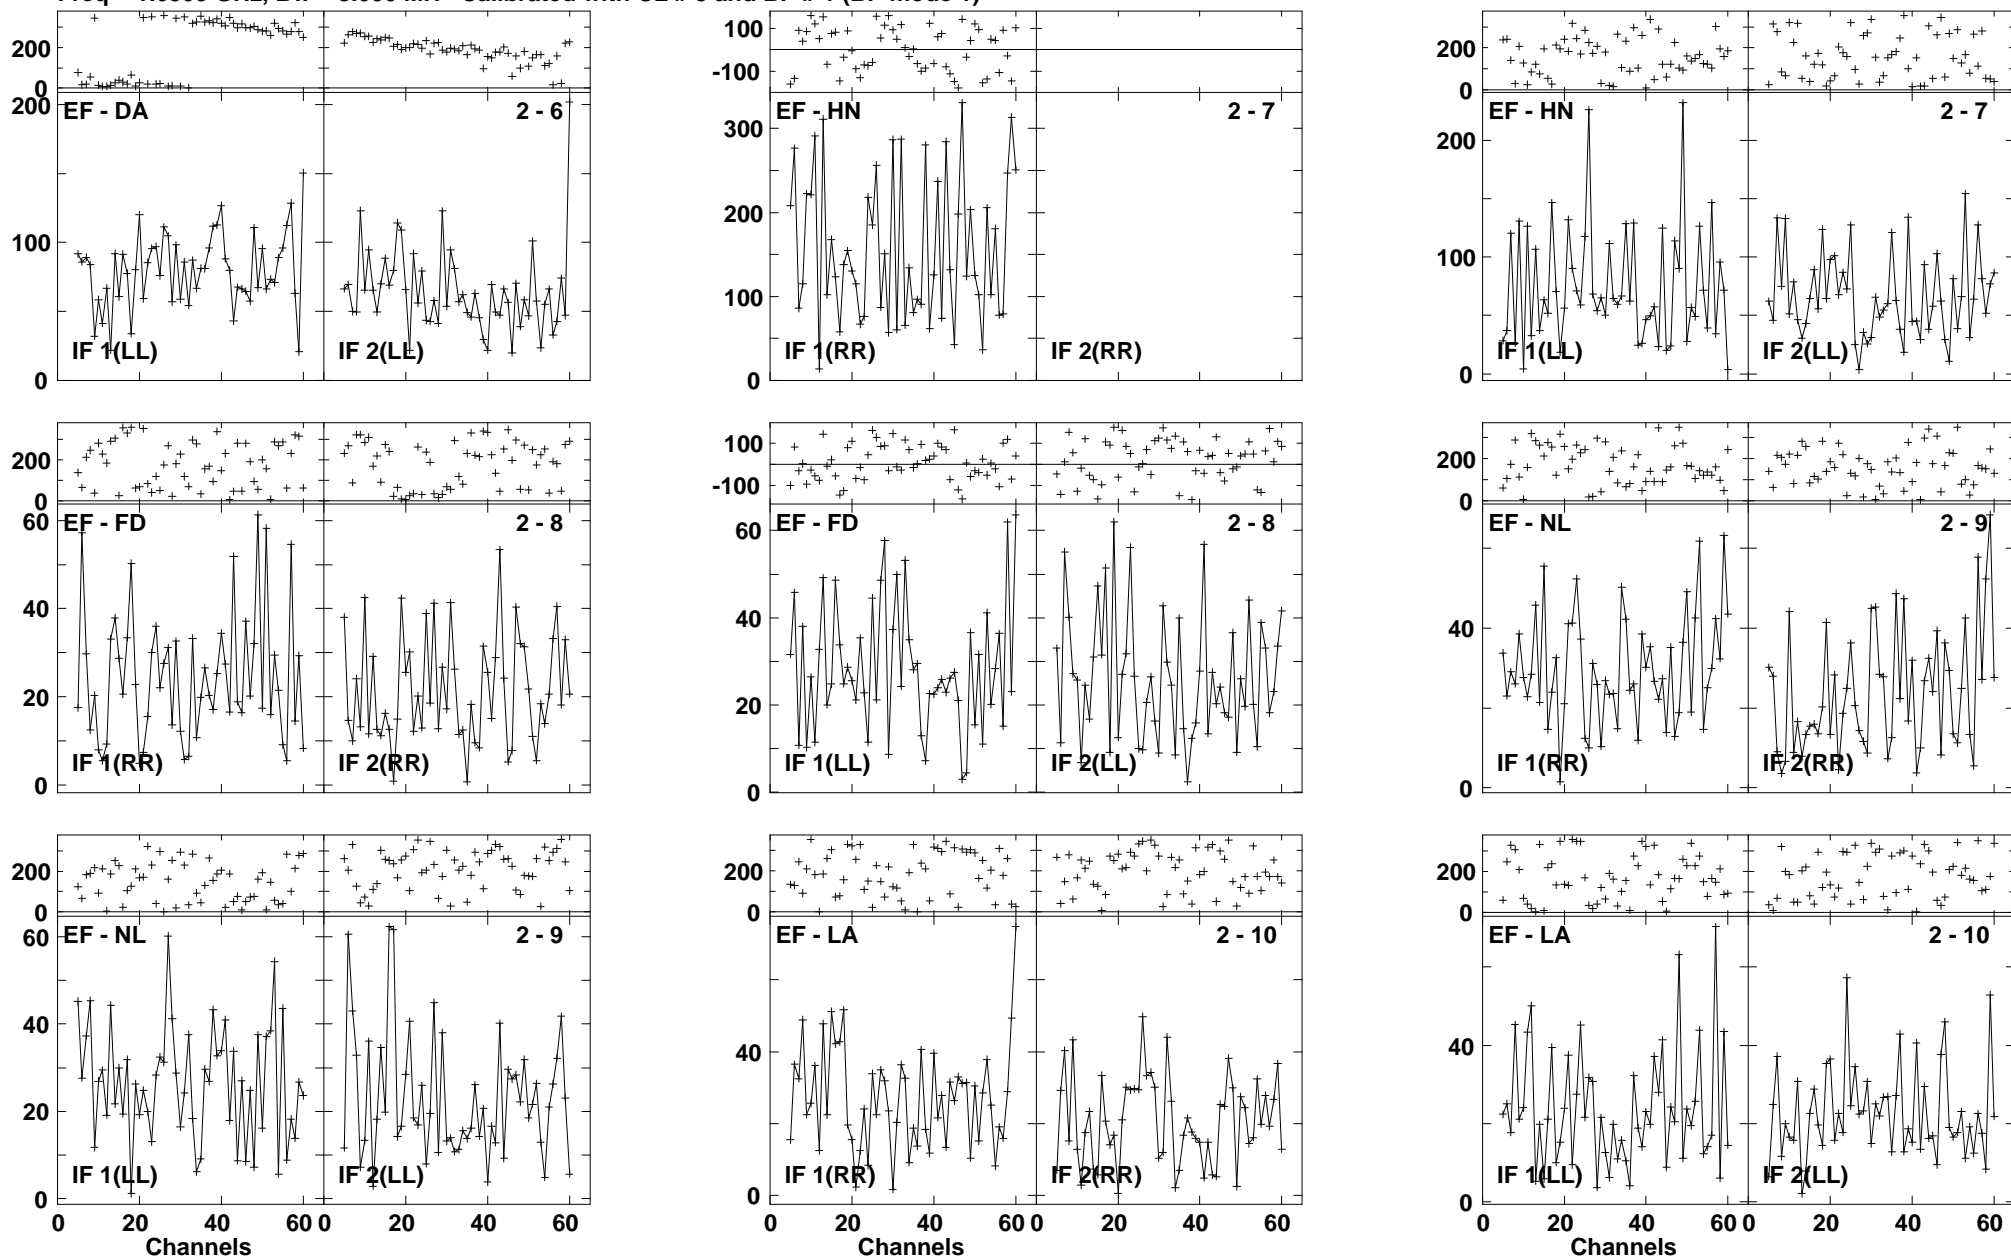 200
0
200
100
0
EF - DA
2 - 6
IF 1(LL)
IF 2(LL)
100
-100
300
200
100
0
EF - HN
2 - 7
IF 1(RR)
IF 2(RR)
200
0
200
100
0
EF - HN
2 - 7
IF 1(LL)
IF 2(LL)
200
0
60
40
20
0
EF - FD
2 - 8
IF 1(RR)
IF 2(RR)
100
-100
60
40
20
0
EF - FD
2 - 8
IF 1(LL)
IF 2(LL)
200
0
40
0
EF - NL
2 - 9
IF 1(RR)
IF 2(RR)
200
0
60
40
20
0
EF - NL
2 - 9
IF 1(LL)
IF 2(LL)
0 20 40 60 0 20 40 60
Channels
200
0
40
0
EF - LA
2 - 10
IF 1(RR)
IF 2(RR)
0 20 40 60 0 20 40 60
Channels
200
0
40
0
EF - LA
2 - 10
IF 1(LL)
IF 2(LL)
0 20 40 60 0 20 40 60
Channels